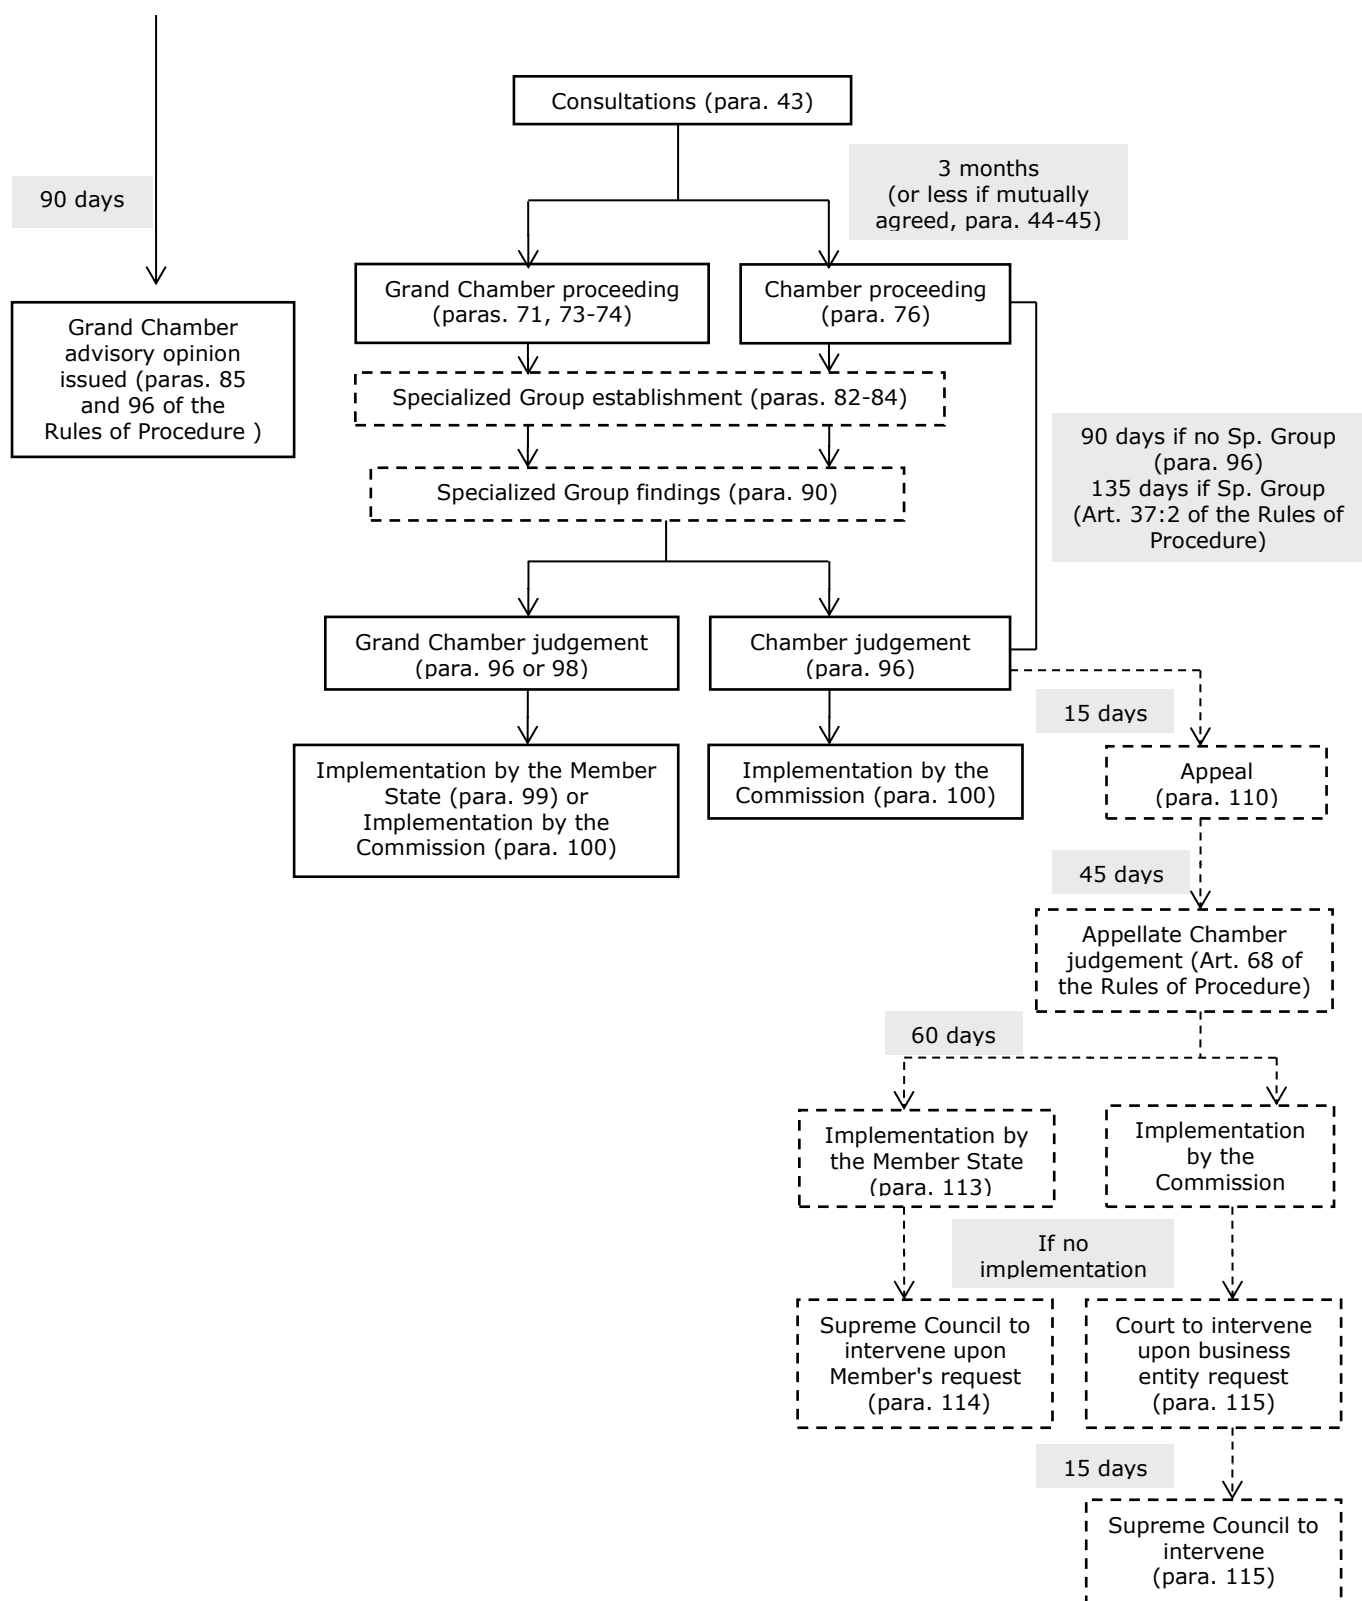 Consultations (para. 43)
3 months
(or less if mutually
agreed, para. 44-45)
90 days
Grand Chamber proceeding
(paras. 71, 73-74)
Chamber proceeding
(para. 76)
Grand Chamber
advisory opinion
issued (paras. 85
and 96 of the
Rules of Procedure )
Specialized Group establishment (paras. 82-84)
90 days if no Sp. Group
(para. 96)
135 days if Sp. Group
(Art. 37:2 of the Rules of
Procedure)
Specialized Group findings (para. 90)
Grand Chamber judgement
(para. 96 or 98)
Chamber judgement
(para. 96)
15 days
Implementation by the Member
State (para. 99) or
Implementation by the
Commission (para. 100)
Implementation by the
Commission (para. 100)
Appeal
(para. 110)
45 days
Appellate Chamber
judgement (Art. 68 of
the Rules of Procedure)
60 days
Implementation by
the Member State
(para. 113)
Implementation
by the
Commission
If no
implementation
Supreme Council to
intervene upon
Member's request
(para. 114)
Court to intervene
upon business
entity request
(para. 115)
15 days
Supreme Council to
intervene
(para. 115)